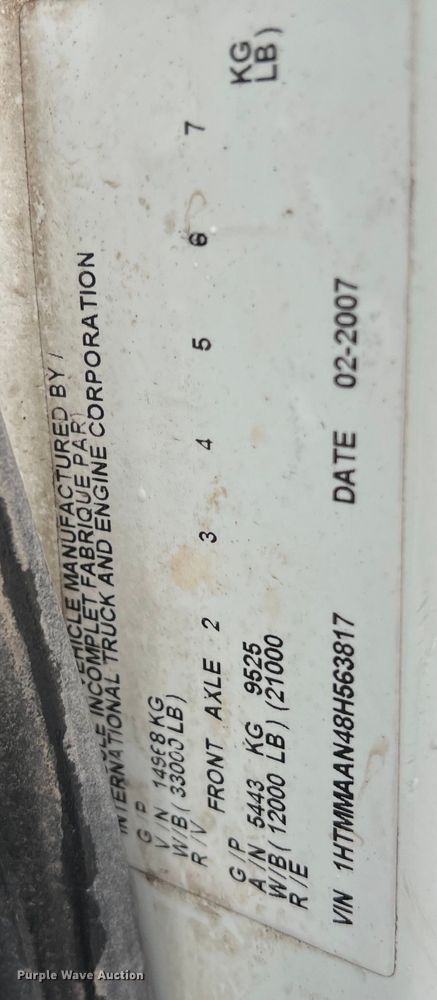 VEHICLE MANUFACTURED BY /
INCOMPLET FABRIQUE PAR
INTERNATIONAL TRUCK AND ENGINE CORPORATION
G / P
V / N 14968 KG
W/B ( 33000 LB )
R / V
FRONT AXLE 2 3 4 5 6 7
G / P
A / N 5443 KG 9525 KG
W/B ( 12000 LB ) (21000 LB )
R / E
VIN 1HTMMAAN48H563817 DATE 02-2007
Purple Wave Auction